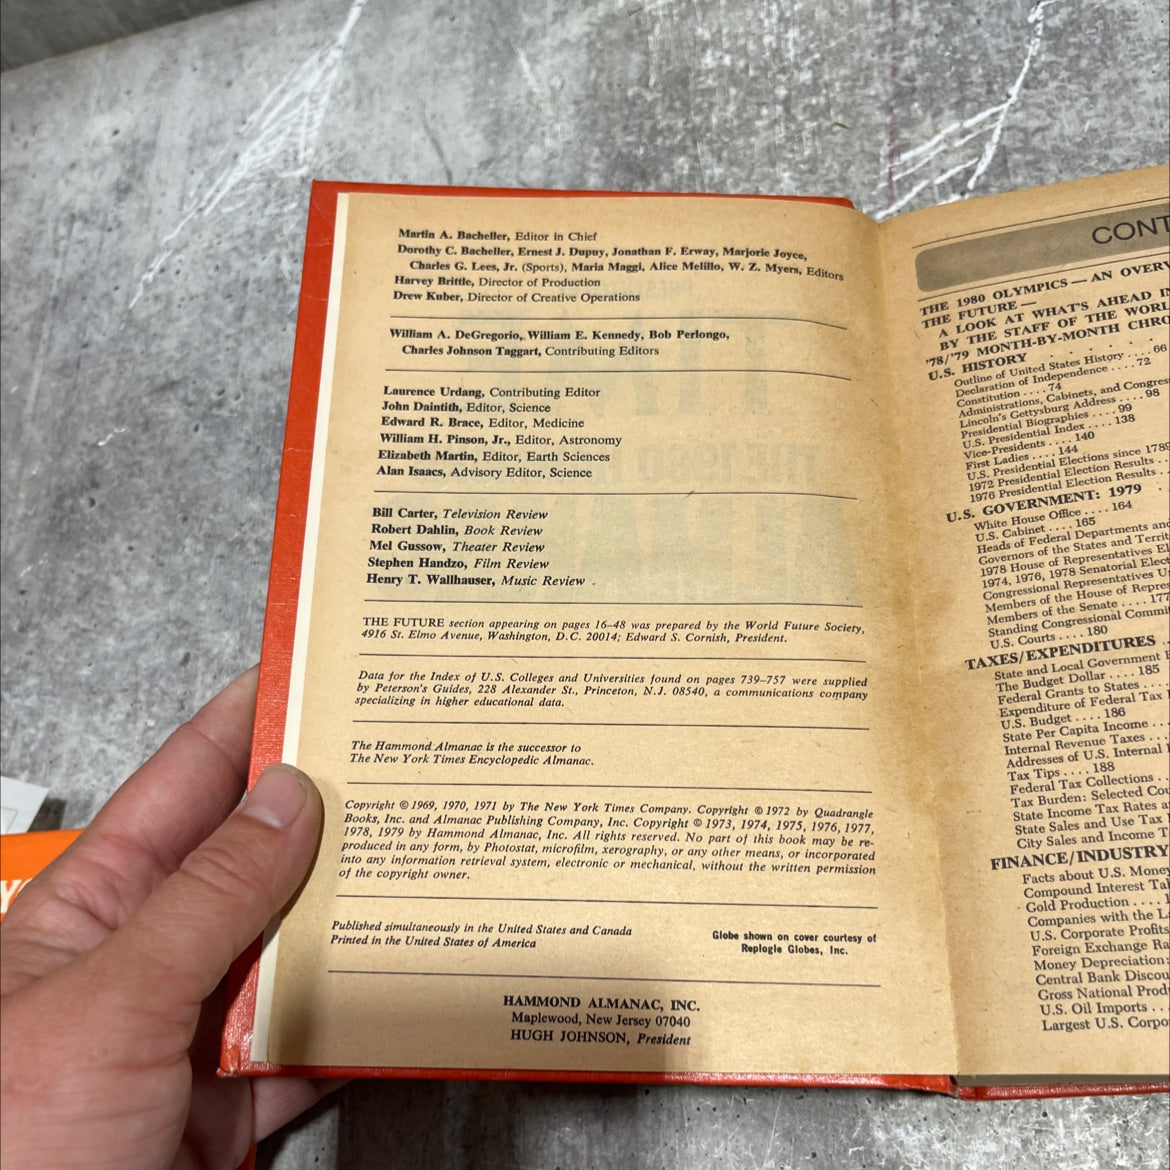 Martin A. Bacheller, Editor in Chief
Dorothy C. Bacheller, Ernest J. Dupuy, Jonathan F. Erway, Marjorie Joyce,
Charles G. Lees, Jr. (Sports), Maria Maggi, Alice Melillo, W. Z. Myers, Editors
Harvey Brittle, Director of Production
Drew Kuber, Director of Creative Operations
William A. DeGregorio, William E. Kennedy, Bob Perlongo,
Charles Johnson Taggart, Contributing Editors
Laurence Urdang, Contributing Editor
John Daintith, Editor, Science
Edward R. Brace, Editor, Medicine
William H. Pinson, Jr., Editor, Astronomy
Elizabeth Martin, Editor, Earth Sciences
Alan Isaacs, Advisory Editor, Science
Bill Carter, Television Review
Robert Dahlin, Book Review
Mel Gussow, Theater Review
Stephen Handzo, Film Review
Henry T. Wallhauser, Music Review
THE FUTURE section appearing on pages 16–48 was prepared by the World Future Society,
4916 St. Elmo Avenue, Washington, D.C. 20014; Edward S. Cornish, President.
Data for the Index of U.S. Colleges and Universities found on pages 739–757 were supplied
by Peterson's Guides, 228 Alexander St., Princeton, N.J. 08540, a communications company
specializing in higher educational data.
The Hammond Almanac is the successor to
The New York Times Encyclopedic Almanac.
Copyright © 1969, 1970, 1971 by The New York Times Company. Copyright © 1972 by Quadrangle
Books, Inc. and Almanac Publishing Company, Inc. Copyright © 1973, 1974, 1975, 1976, 1977,
1978, 1979 by Hammond Almanac, Inc. All rights reserved. No part of this book may be re-
produced in any form, by Photostat, microfilm, xerography, or any other means, or incorporated
into any information retrieval system, electronic or mechanical, without the written permission
of the copyright owner.
Published simultaneously in the United States and Canada
Printed in the United States of America
Globe shown on cover courtesy of
Replogle Globes, Inc.
HAMMOND ALMANAC, INC.
Maplewood, New Jersey 07040
HUGH JOHNSON, President
CONT
THE 1980 OLYMPICS — AN OVERV
THE FUTURE —
A LOOK AT WHAT'S AHEAD IN
BY THE STAFF OF THE WORL
'78/'79 MONTH-BY-MONTH CHRO
U.S. HISTORY . . . . . .
Outline of United States History . . . . 66
Declaration of Independence . . . . 72
Constitution . . . . 74
Administrations, Cabinets, and Congres
Lincoln's Gettysburg Address . . . . 98
Presidential Biographies . . . . 99
U.S. Presidential Index . . . . 138
Vice-Presidents . . . . 140
First Ladies . . . . 144
U.S. Presidential Elections since 1789
1972 Presidential Election Results . .
1976 Presidential Election Results . .
U.S. GOVERNMENT: 1979
White House Office . . . . 164
U.S. Cabinet . . . . 165
Heads of Federal Departments and
Governors of the States and Territ
1978 House of Representatives El
1974, 1976, 1978 Senatorial Elect
Congressional Representatives U
Members of the House of Repres
Members of the Senate . . . . 177
Standing Congressional Commit
U.S. Courts . . . . 180
TAXES/EXPENDITURES . .
State and Local Government E
The Budget Dollar . . . . 185
Federal Grants to States . . . .
Expenditure of Federal Tax
U.S. Budget . . . . 186
State Per Capita Income . . .
Internal Revenue Taxes . . .
Addresses of U.S. Internal
Tax Tips . . . . 188
Federal Tax Collections . .
Tax Burden: Selected Cou
State Income Tax Rates a
State Sales and Use Tax
City Sales and Income T
FINANCE/INDUSTRY
Facts about U.S. Money
Compound Interest Tab
Gold Production . . . . 1
Companies with the La
U.S. Corporate Profits
Foreign Exchange Ra
Money Depreciation:
Central Bank Discou
Gross National Prod
U.S. Oil Imports . . .
Largest U.S. Corpo